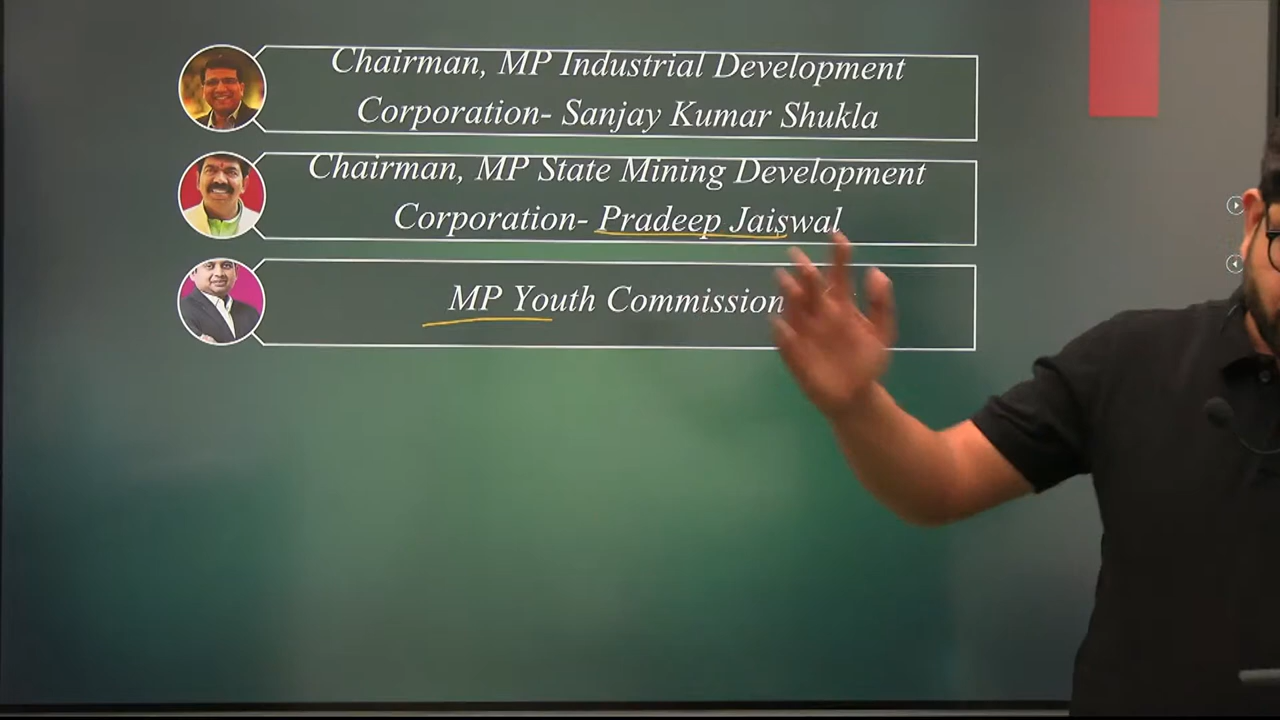 Chairman, MP Industrial Development
Corporation- Sanjay Kumar Shukla
Chairman, MP State Mining Development
Corporation- Pradeep Jaiswal
MP Youth Commission